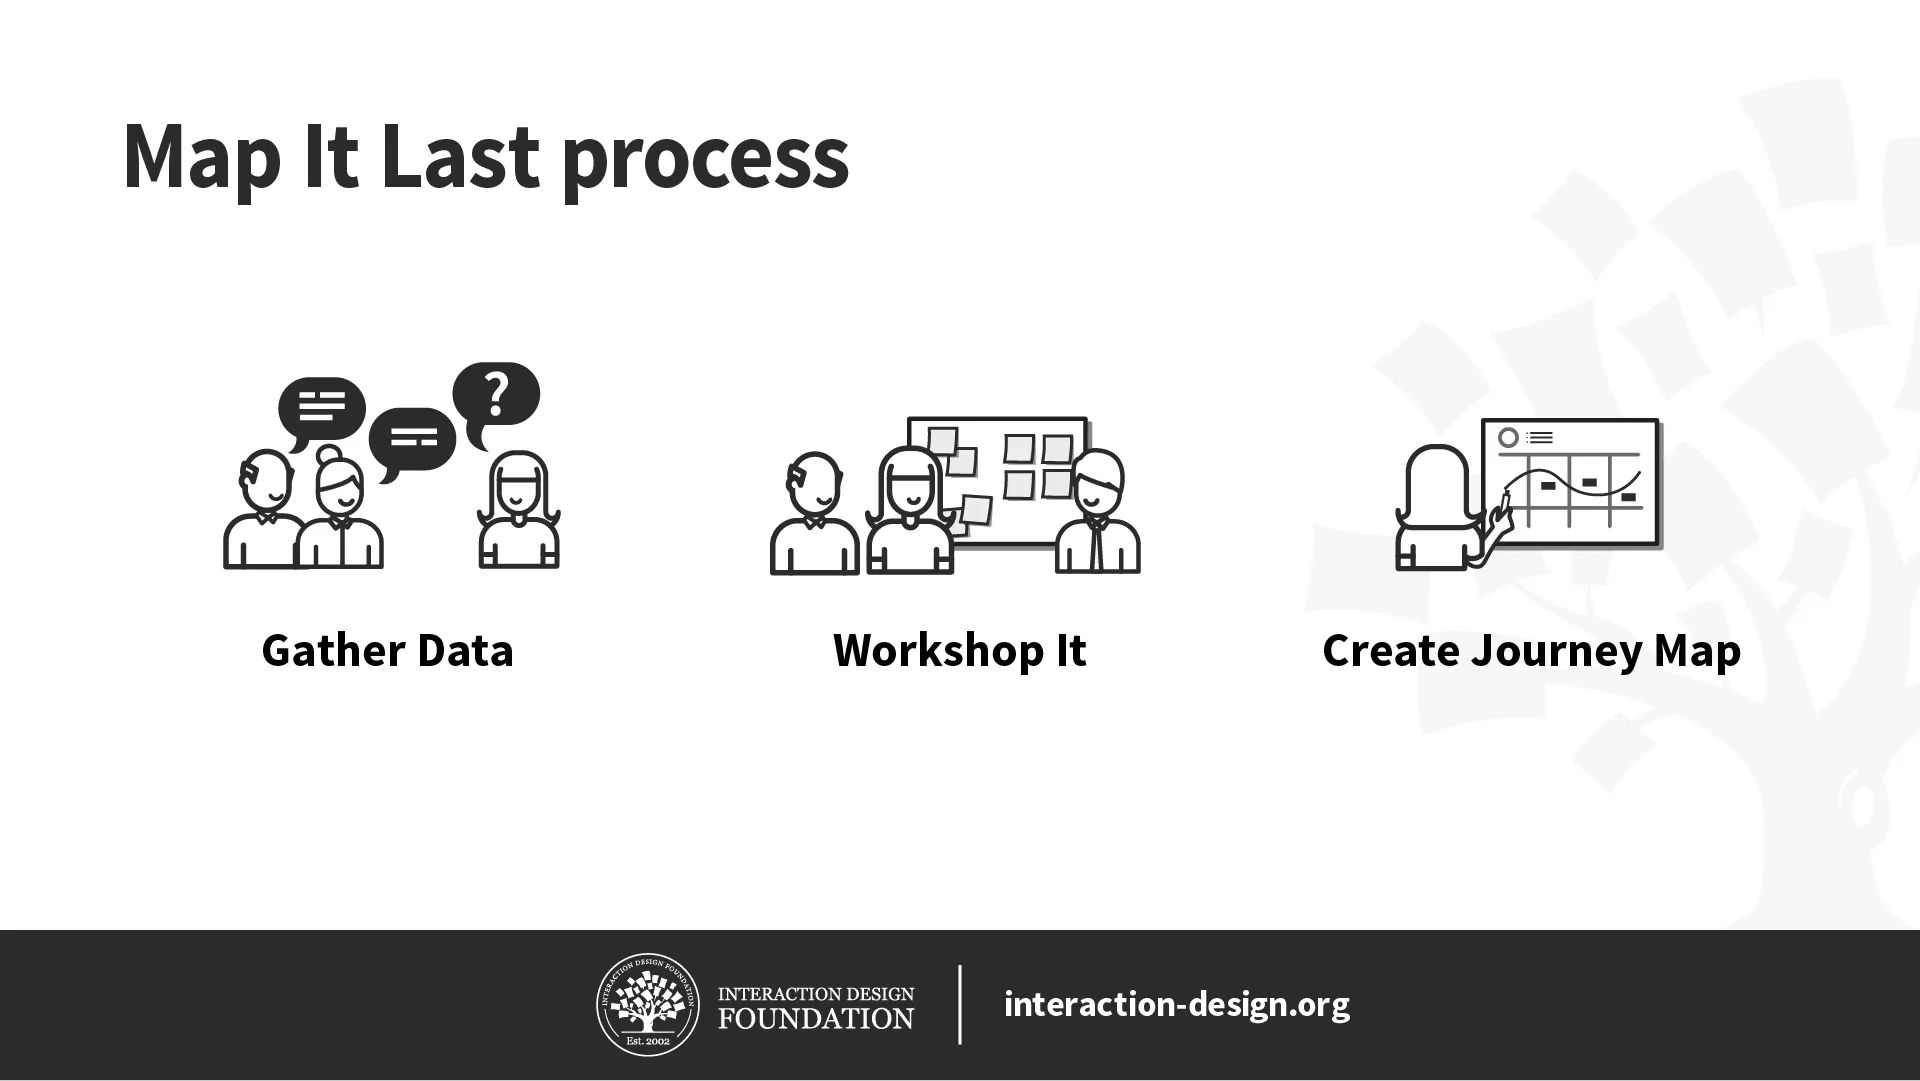 Map It Last process
?
Gather Data
Workshop It
Create Journey Map
INTERACTION DESIGN FOUNDATION
Est. 2002
INTERACTION DESIGN
FOUNDATION
interaction-design.org